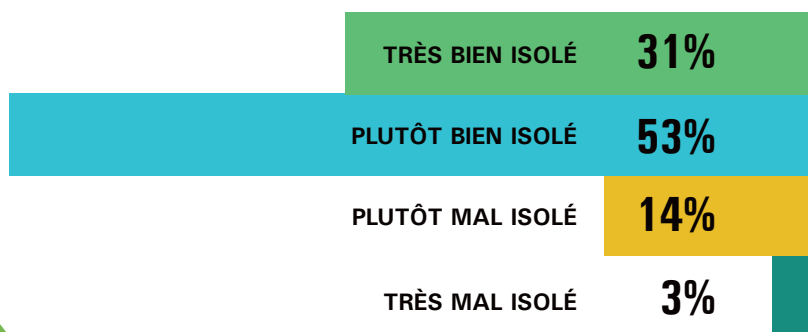 TRÈS BIEN ISOLÉ 31%
PLUTÔT BIEN ISOLÉ 53%
PLUTÔT MAL ISOLÉ 14%
TRÈS MAL ISOLÉ 3%